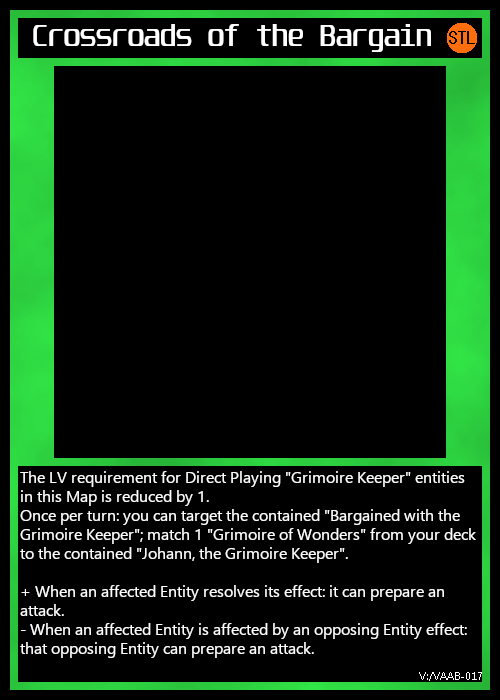 Crossroads of the Bargain STL
The LV requirement for Direct Playing "Grimoire Keeper" entities
in this Map is reduced by 1.
Once per turn: you can target the contained "Bargained with the
Grimoire Keeper"; match 1 "Grimoire of Wonders" from your deck
to the contained "Johann, the Grimoire Keeper".
+ When an affected Entity resolves its effect: it can prepare an
attack.
- When an affected Entity is affected by an opposing Entity effect:
that opposing Entity can prepare an attack.
V:/VAAB-017